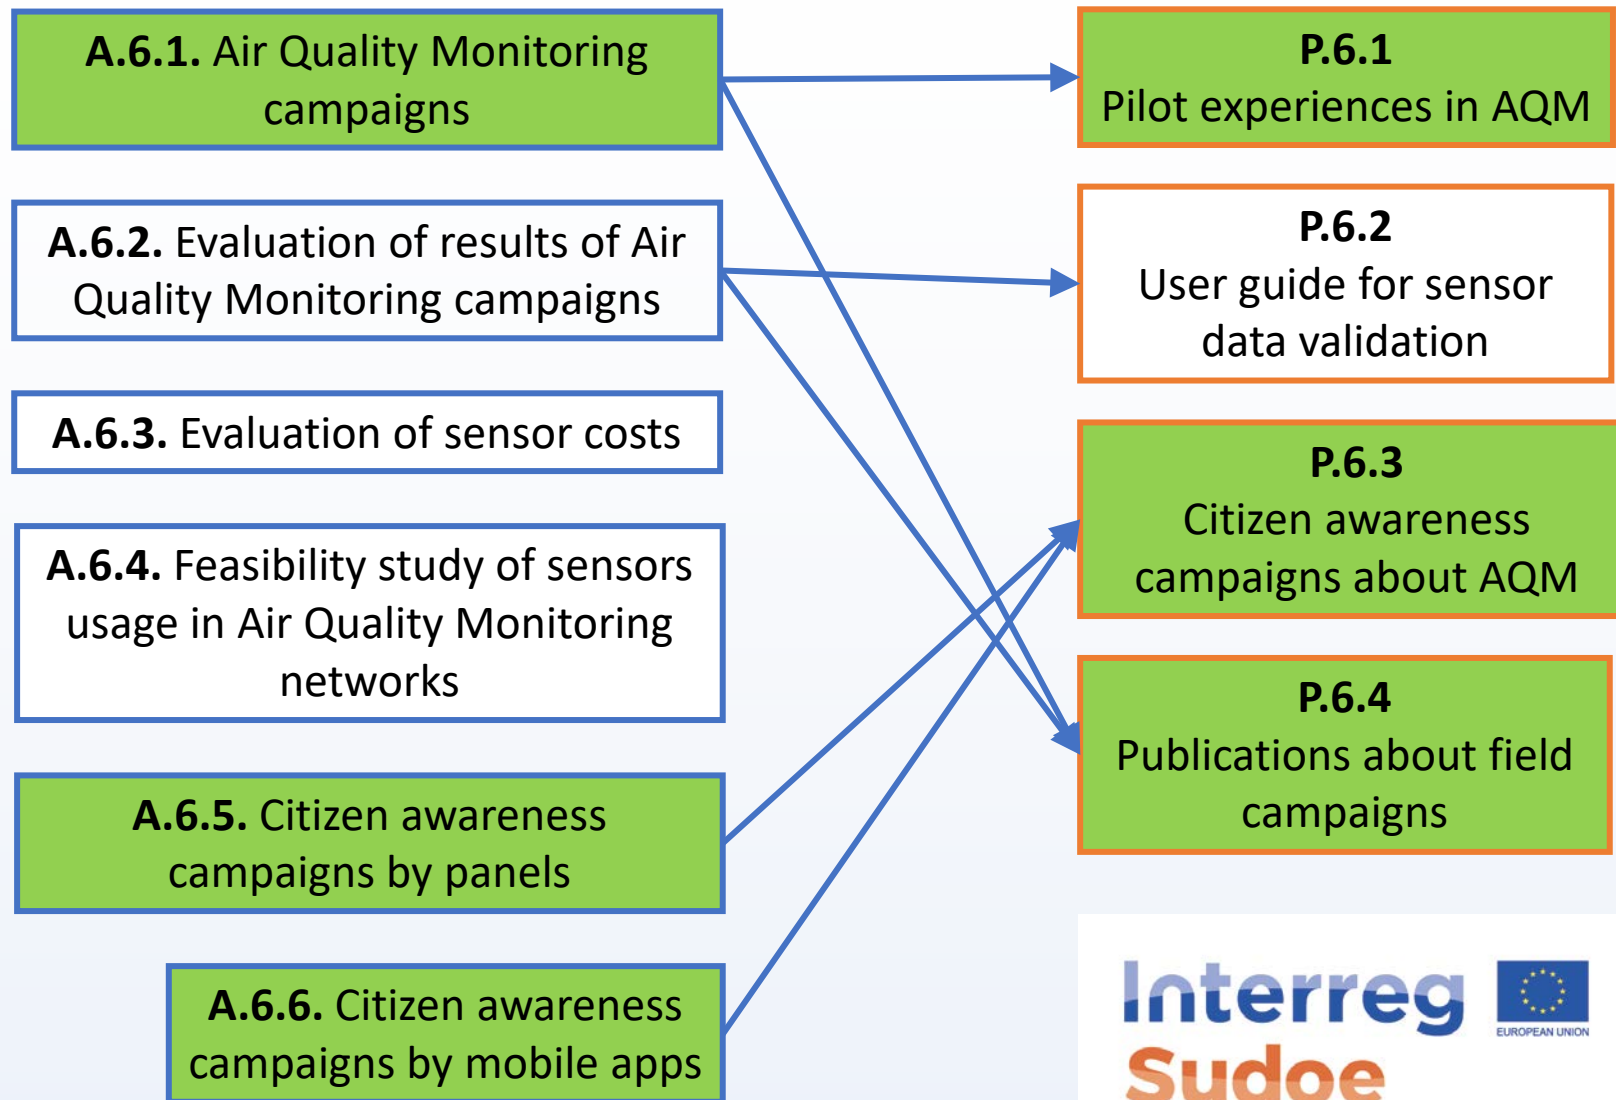 A.6.1. Air Quality Monitoring
campaigns
A.6.2. Evaluation of results of Air
Quality Monitoring campaigns
A.6.3. Evaluation of sensor costs
A.6.4. Feasibility study of sensors
usage in Air Quality Monitoring
networks
A.6.5. Citizen awareness
campaigns by panels
A.6.6. Citizen awareness
campaigns by mobile apps
P.6.1
Pilot experiences in AQM
P.6.2
User guide for sensor
data validation
P.6.3
Citizen awareness
campaigns about AQM
P.6.4
Publications about field
campaigns
Interreg
EUROPEAN UNION
Sudoe